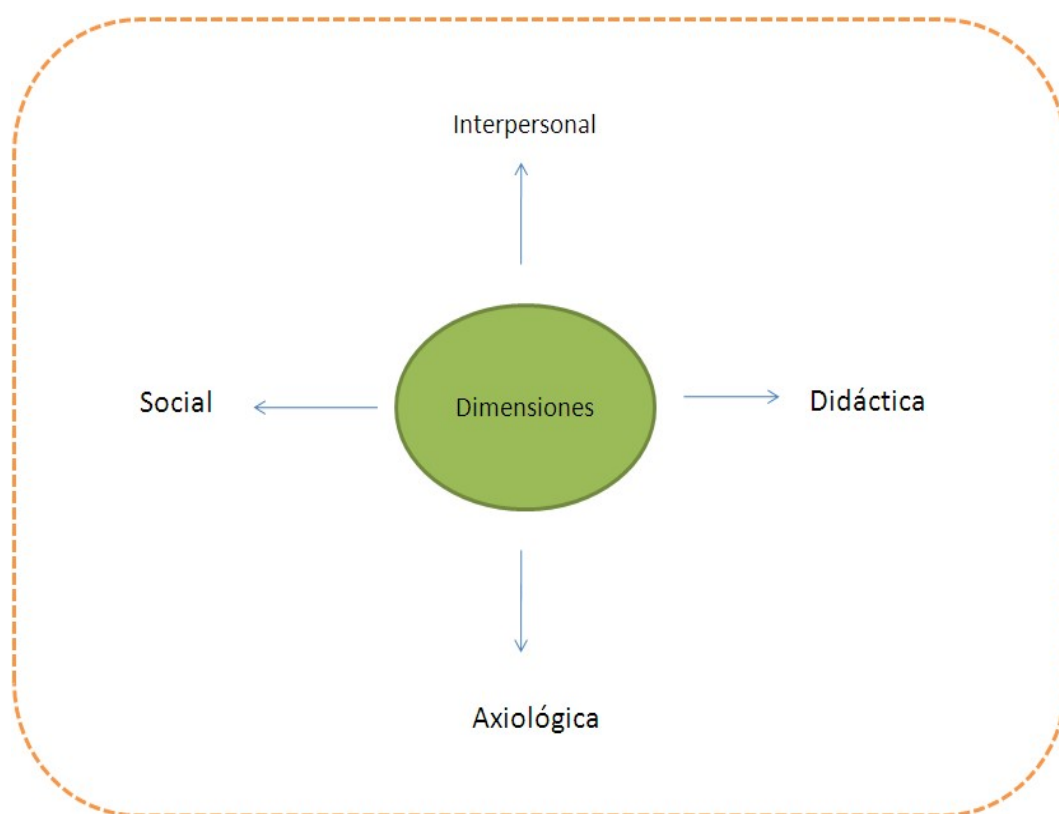 Interpersonal
Social
Dimensiones
Didáctica
Axiológica